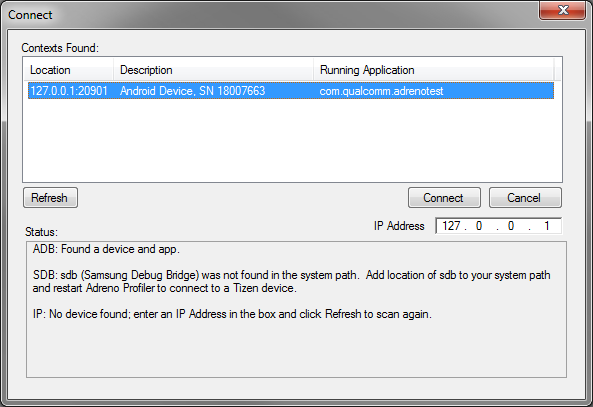 Connect
Contexts Found:
Location Description Running Application
127.0.0.1:20901 Android Device, SN 18007663 com.qualcomm.adrenotest
Refresh Connect Cancel
IP Address 127 . 0 . 0 . 1
Status:
ADB: Found a device and app.
SDB: sdb (Samsung Debug Bridge) was not found in the system path. Add location of sdb to your system path
and restart Adreno Profiler to connect to a Tizen device.
IP: No device found; enter an IP Address in the box and click Refresh to scan again.